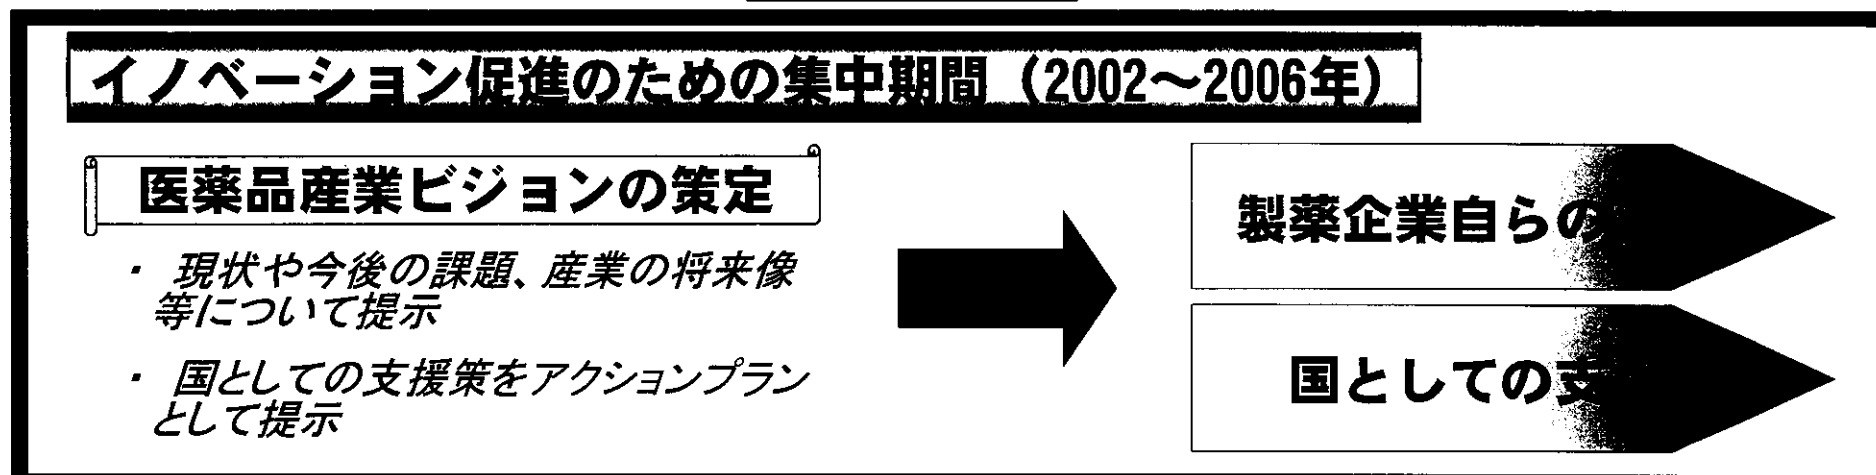 イノベーション促進のための集中期間（2002～2006年）
医薬品産業ビジョンの策定
・ 現状や今後の課題、産業の将来像
等について提示
・ 国としての支援策をアクションプラン
として提示
製薬企業自らの
国としての支